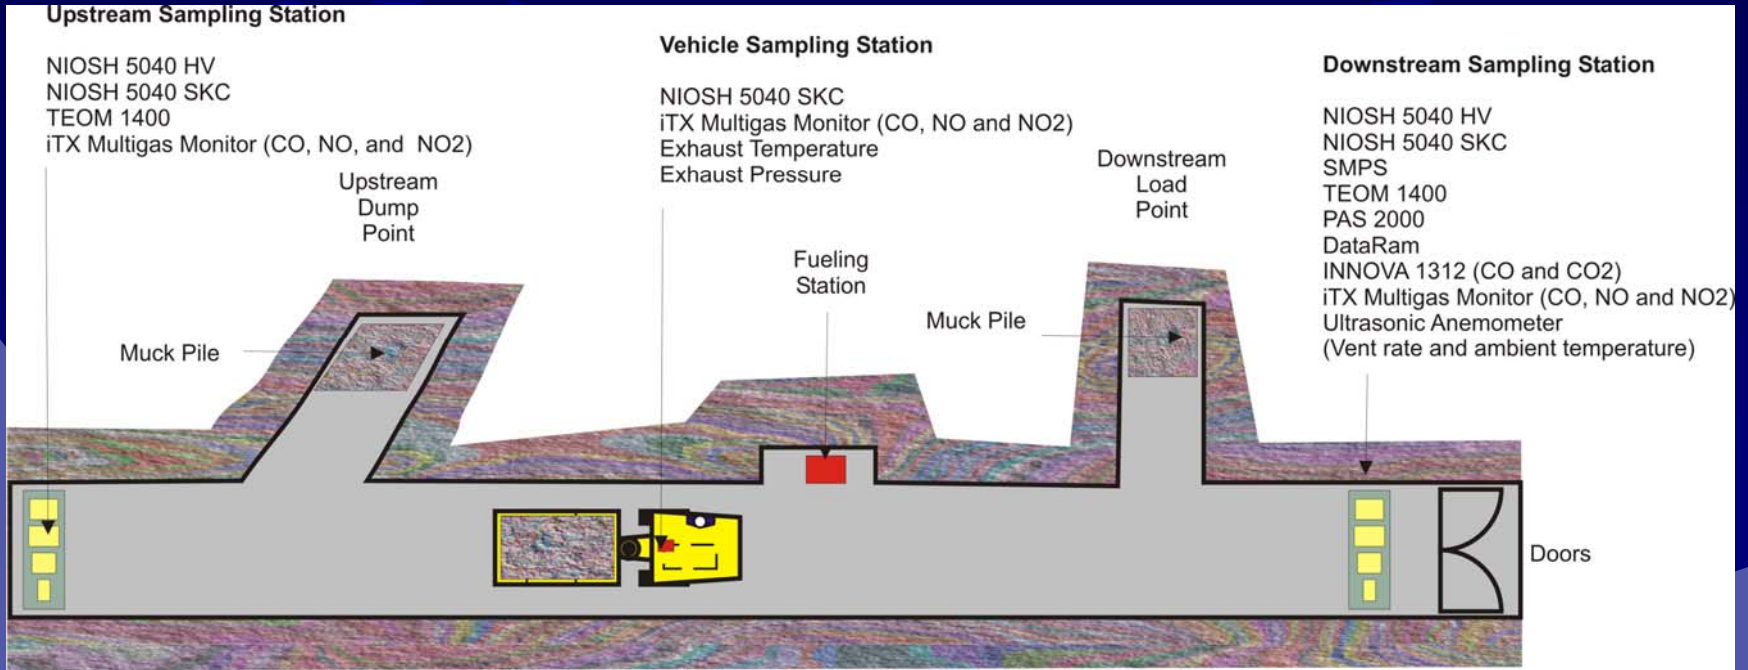 Upstream Sampling Station
NIOSH 5040 HV
NIOSH 5040 SKC
TEOM 1400
iTX Multigas Monitor (CO, NO, and NO2)
Upstream
Dump
Point
Muck Pile
Vehicle Sampling Station
NIOSH 5040 SKC
iTX Multigas Monitor (CO, NO and NO2)
Exhaust Temperature
Exhaust Pressure
Fueling
Station
Downstream
Load
Point
Muck Pile
Downstream Sampling Station
NIOSH 5040 HV
NIOSH 5040 SKC
SMPS
TEOM 1400
PAS 2000
DataRam
INNOVA 1312 (CO and CO2)
iTX Multigas Monitor (CO, NO and NO2)
Ultrasonic Anemometer
(Vent rate and ambient temperature)
Doors